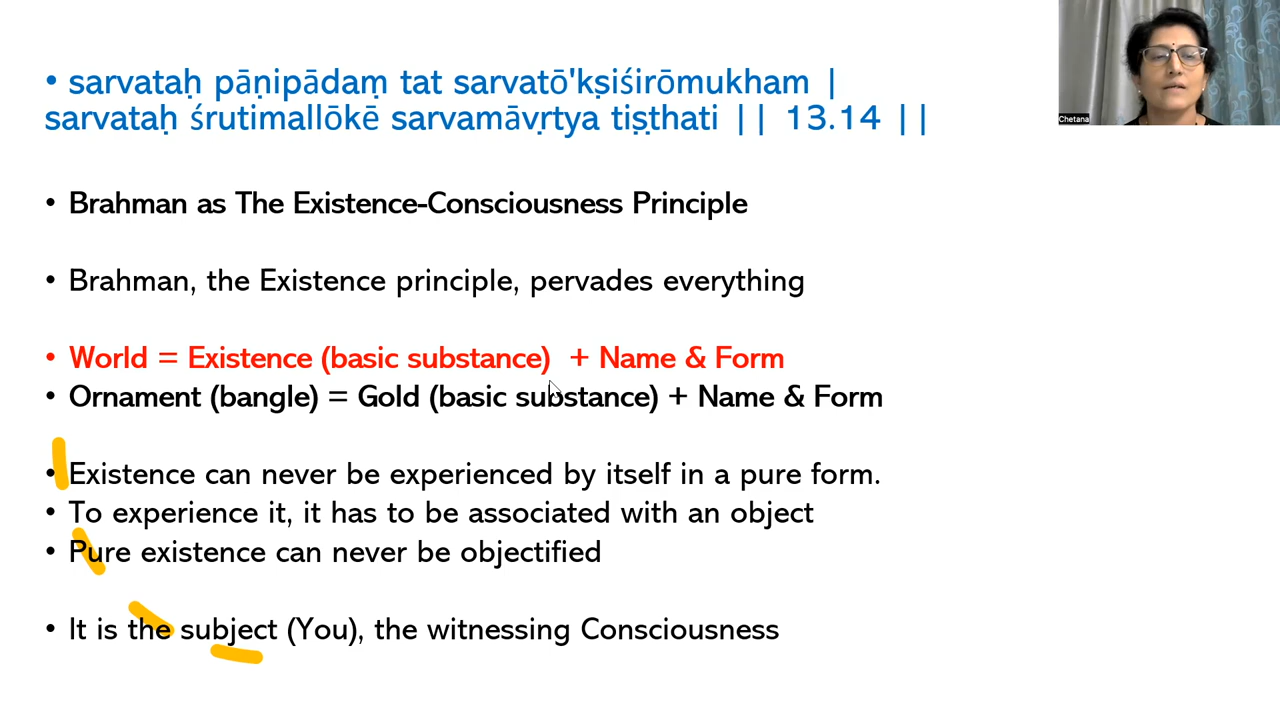 • sarvataḥ pāṇipādaṃ tat sarvatō'kṣiśirōmukham |
sarvataḥ śrutimallōkē sarvamāvṛtya tiṣṭhati || 13.14 ||
• Brahman as The Existence-Consciousness Principle
• Brahman, the Existence principle, pervades everything
• World = Existence (basic substance) + Name & Form
• Ornament (bangle) = Gold (basic substance) + Name & Form
• Existence can never be experienced by itself in a pure form.
• To experience it, it has to be associated with an object
• Pure existence can never be objectified
• It is the subject (You), the witnessing Consciousness
Chetana